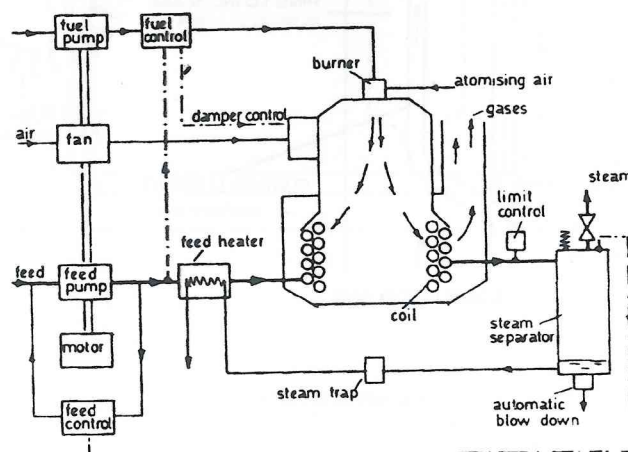 fuel
pump
fuel
control
burner
atomising air
gases
damper control
air
fan
steam
limit
control
feed heater
feed
feed
pump
coil
steam
separator
motor
steam trap
feed
control
automatic
blow down